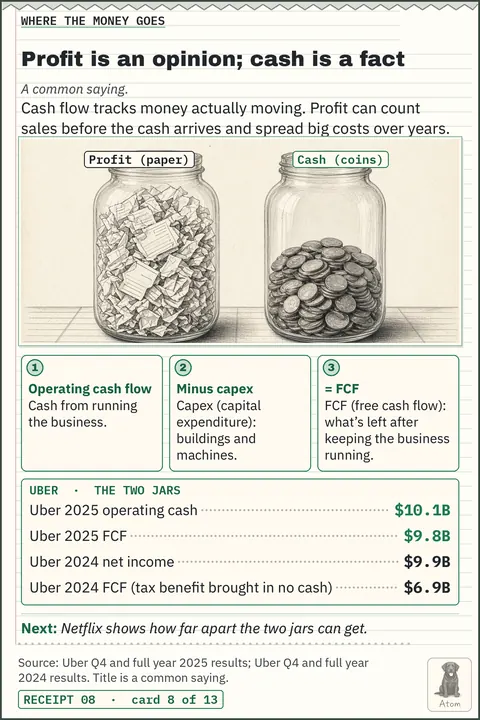 WHERE THE MONEY GOES
Profit is an opinion; cash is a fact
A common saying.
Cash flow tracks money actually moving. Profit can count
sales before the cash arrives and spread big costs over years.
Profit (paper)
Cash (coins)
1
Operating cash flow
Cash from running
the business.
2
Minus capex
Capex (capital
expenditure):
buildings and
machines.
3
= FCF
FCF (free cash flow):
what's left after
keeping the business
running.
UBER · THE TWO JARS
Uber 2025 operating cash $10.1B
Uber 2025 FCF $9.8B
Uber 2024 net income $9.9B
Uber 2024 FCF (tax benefit brought in no cash) $6.9B
Next: Netflix shows how far apart the two jars can get.
Source: Uber Q4 and full year 2025 results; Uber Q4 and full year
2024 results. Title is a common saying.
RECEIPT 08 · card 8 of 13
Atom